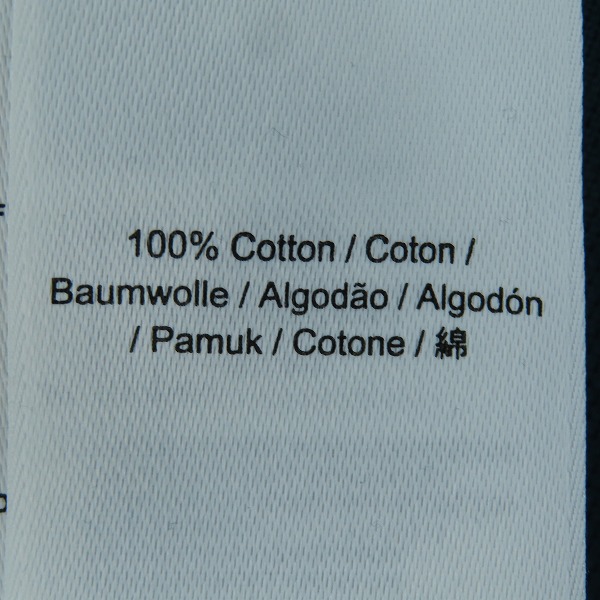 100% Cotton / Coton /
Baumwolle / Algodão / Algodón
/ Pamuk / Cotone / 綿